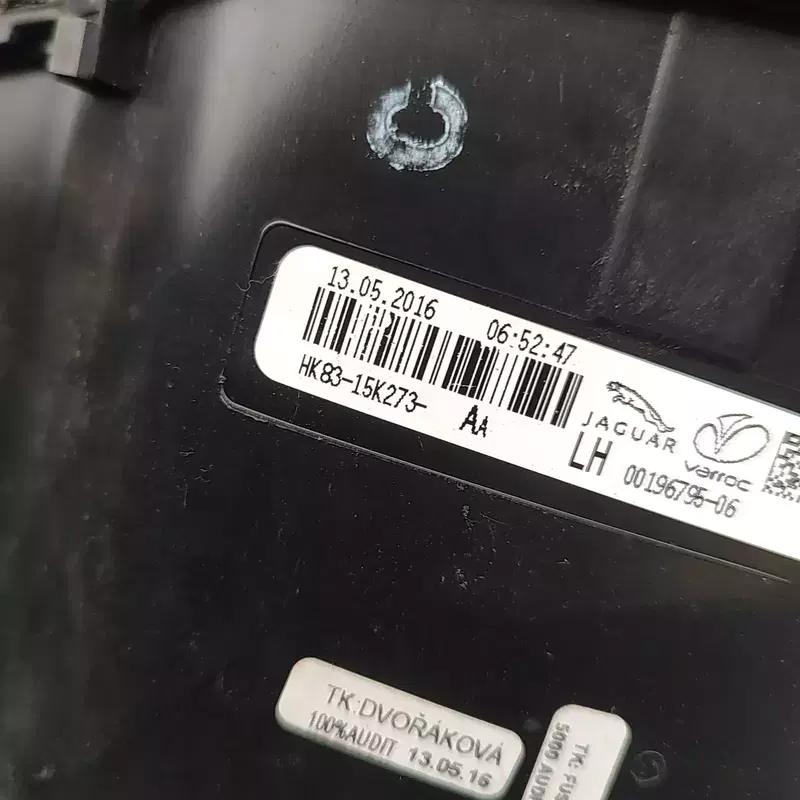 13.05.2016 06:52:47
HK83-15K273- AA
JAGUAR
varroc
LH 00196795-06
TK:DVOŘÁKOVÁ
100%AUDIT 13.05.16
TK:
5000